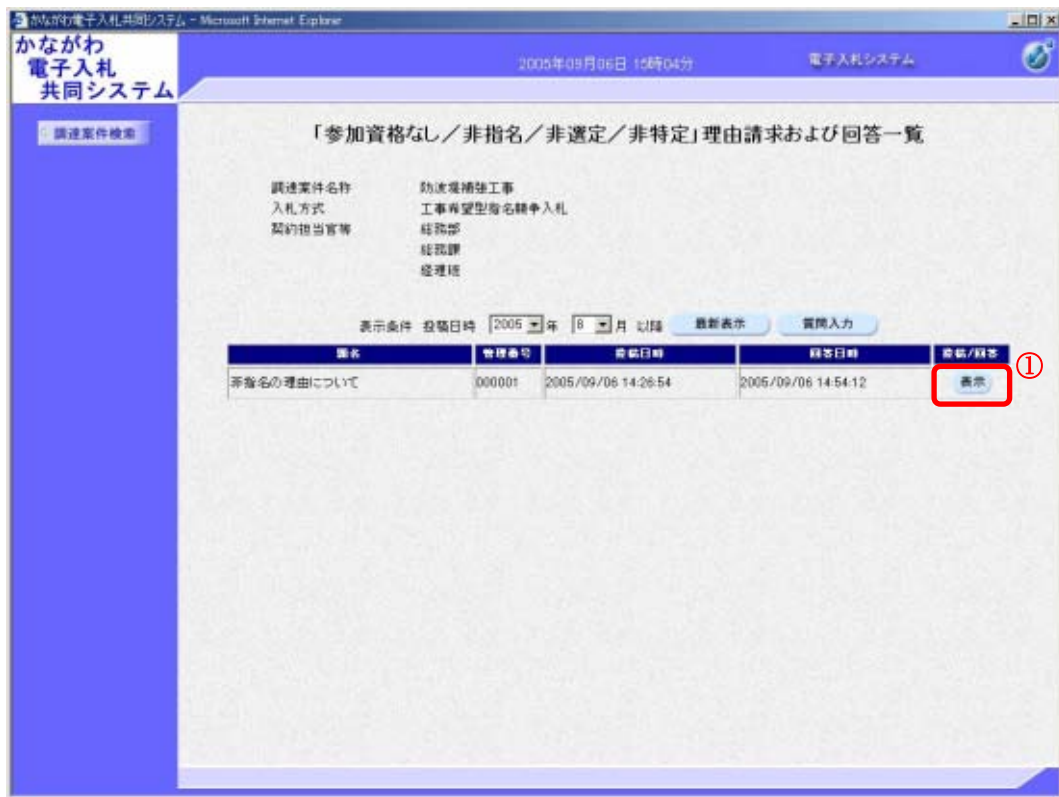 かながわ電子入札共同システム - Microsoft Internet Explorer
かながわ
電子入札
共同システム
2005年09月06日 15時04分
電子入札システム
調達案件検索
「参加資格なし／非指名／非選定／非特定」理由請求および回答一覧
調達案件名称 防波堤補強工事
入札方式 工事希望型指名競争入札
契約担当官等 総務部
総務課
経理班
表示条件 投稿日時 2005 年 8 月 以降 最新表示 質問入力
題名 管理番号 投稿日時 回答日時 投稿/回答
非指名の理由について 000001 2005/09/06 14:26:54 2005/09/06 14:54:12 表示
①